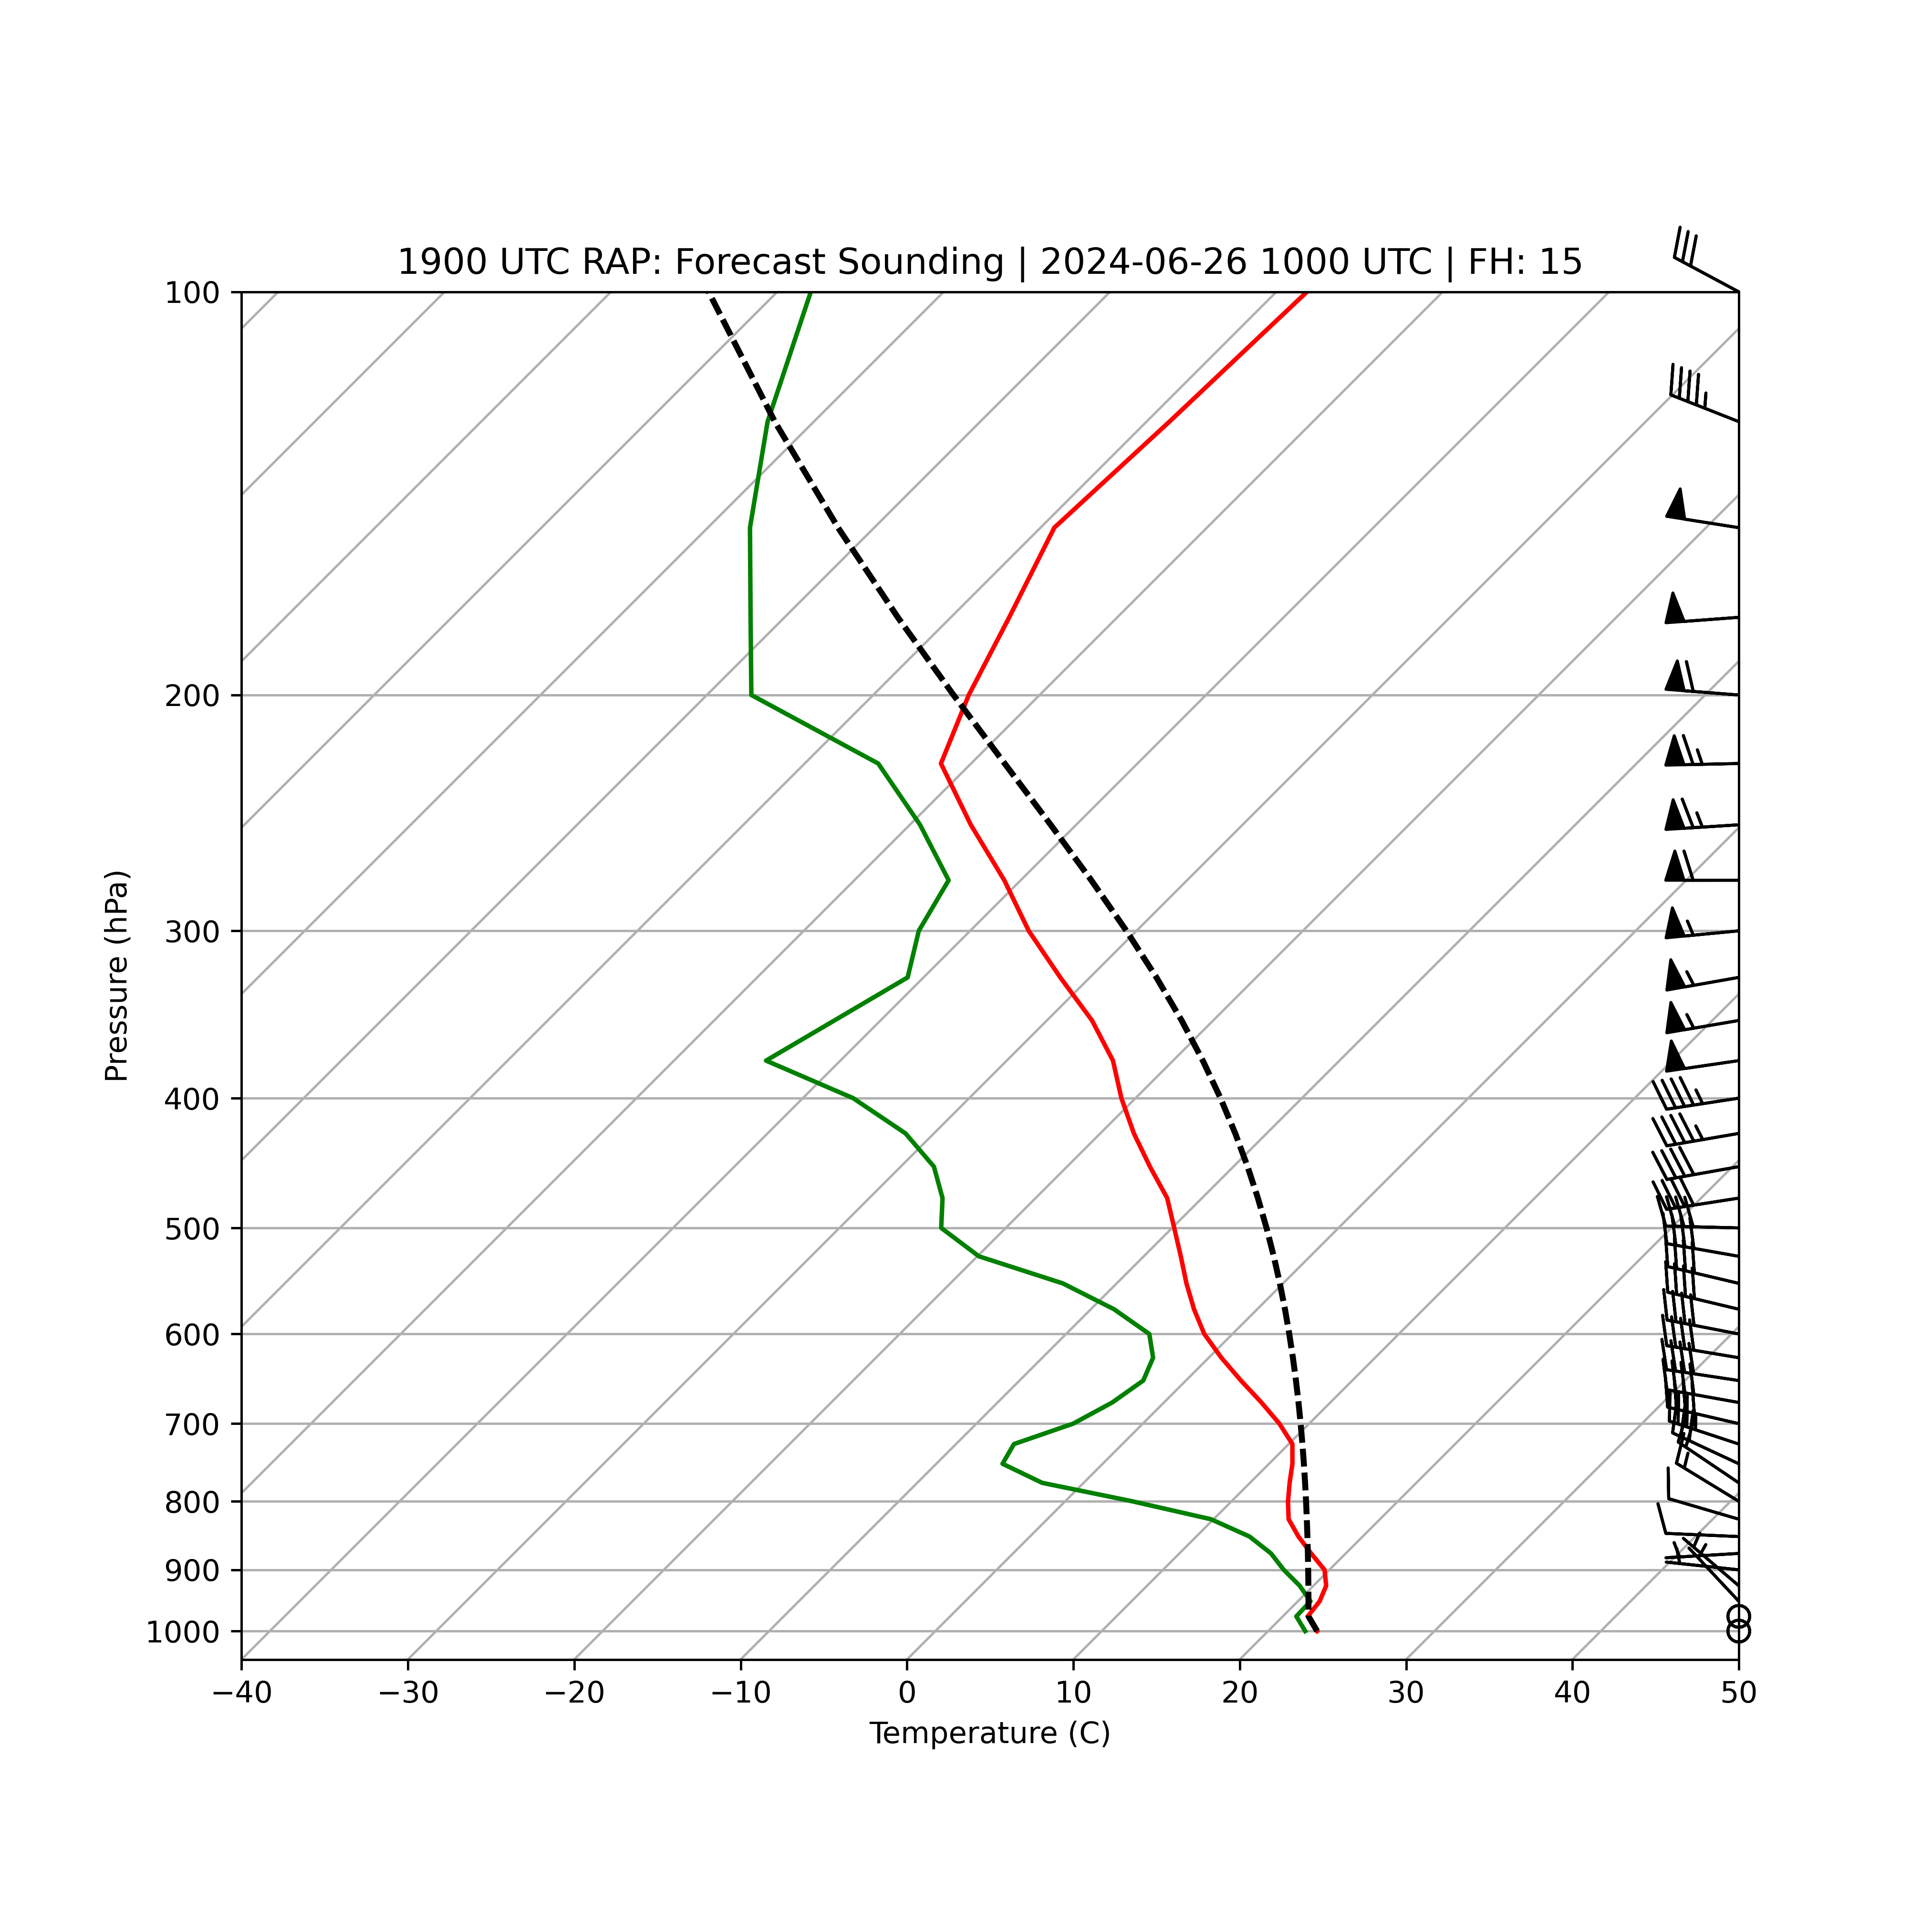 1900 UTC RAP: Forecast Sounding | 2024-06-26 1000 UTC | FH: 15
100
200
300
400
500
600
700
800
900
1000
Pressure (hPa)
−40 −30 −20 −10 0 10 20 30 40 50
Temperature (C)